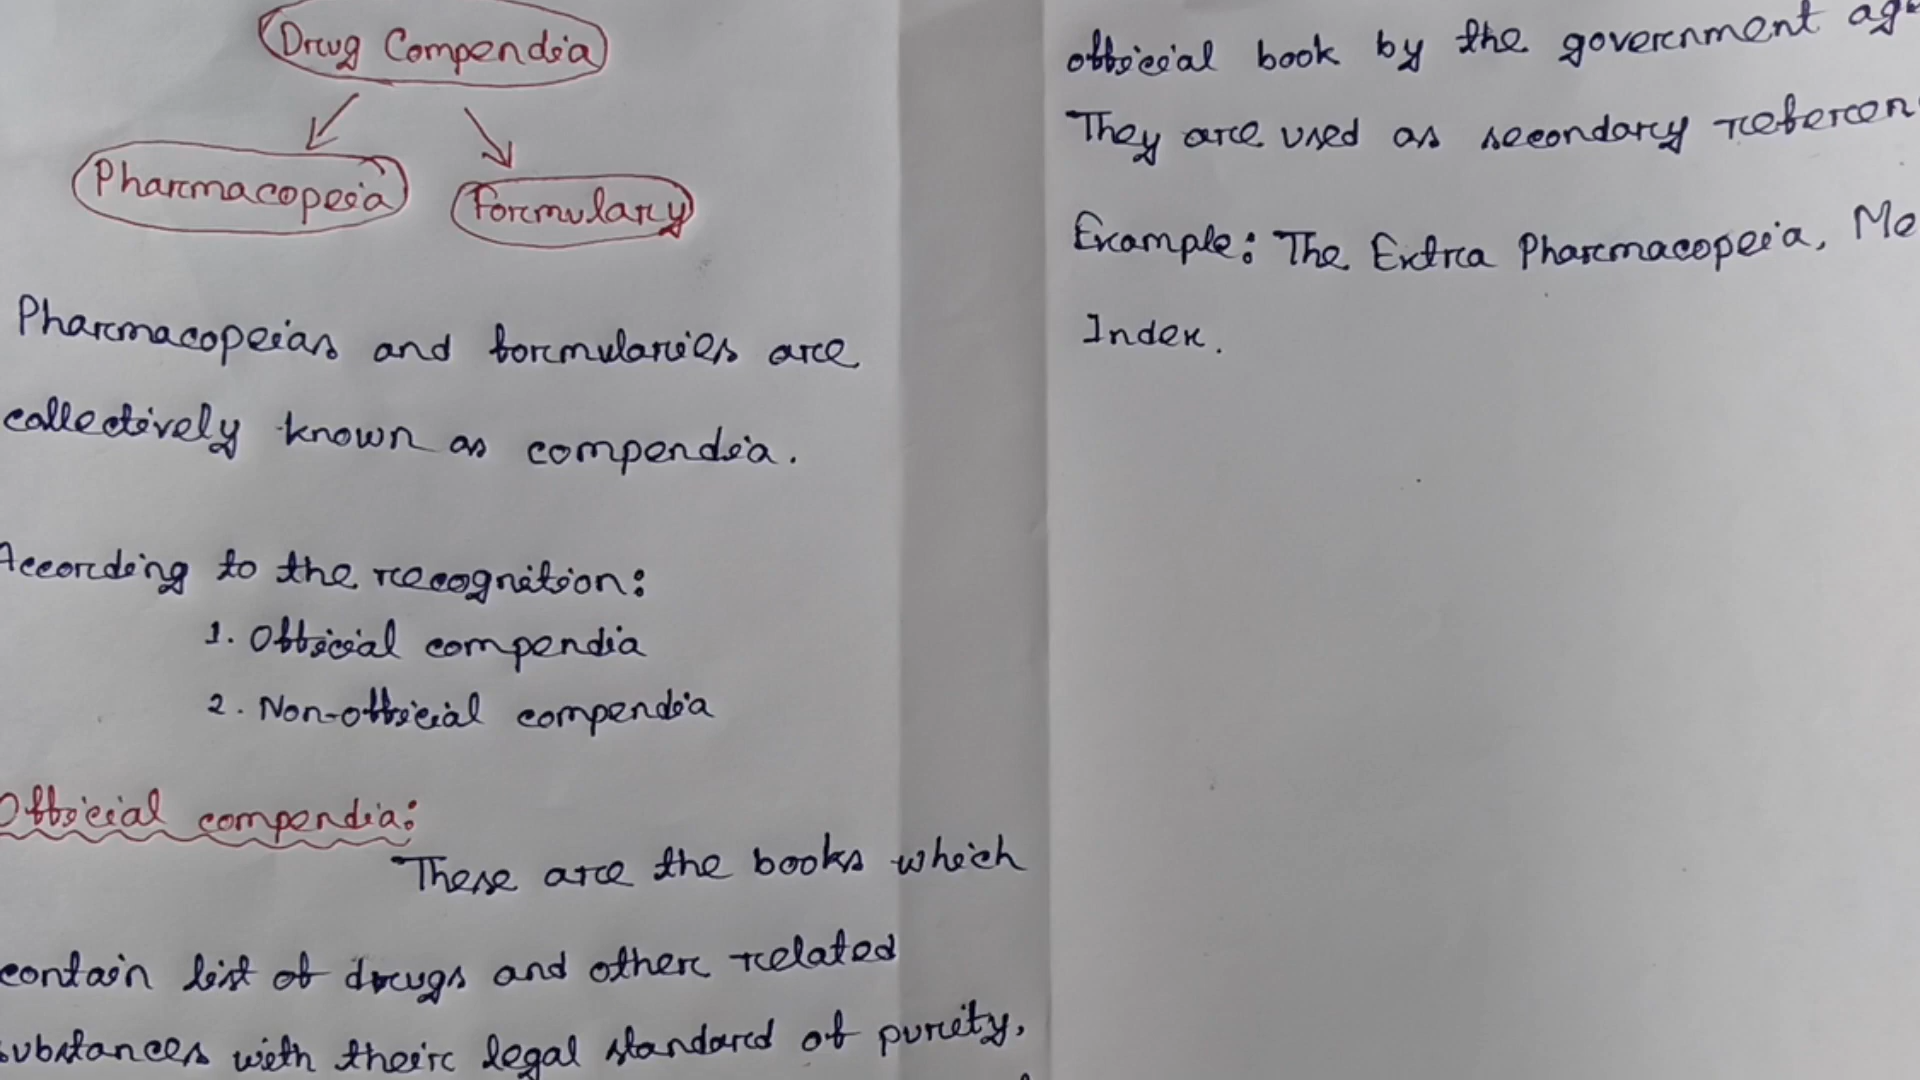 Drug Compendia
Pharmacopeia
Formulary
Pharmacopeias and formularies are
collectively known as compendia.
According to the recognition:
1. Official compendia
2. Non-official compendia
Official compendia:
These are the books which
contain list of drugs and other related
substances with their legal standard of purity,
official book by the government
They are used as secondary
Example: The Extra Pharmacopeia,
Index.